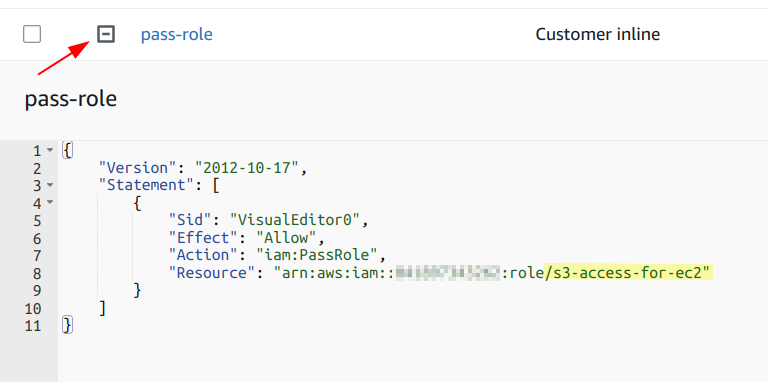 pass-role Customer inline
pass-role
1 {
2 "Version": "2012-10-17",
3 "Statement": [
4 {
5 "Sid": "VisualEditor0",
6 "Effect": "Allow",
7 "Action": "iam:PassRole",
8 "Resource": "arn:aws:iam:: :role/s3-access-for-ec2"
9 }
10 ]
11 }